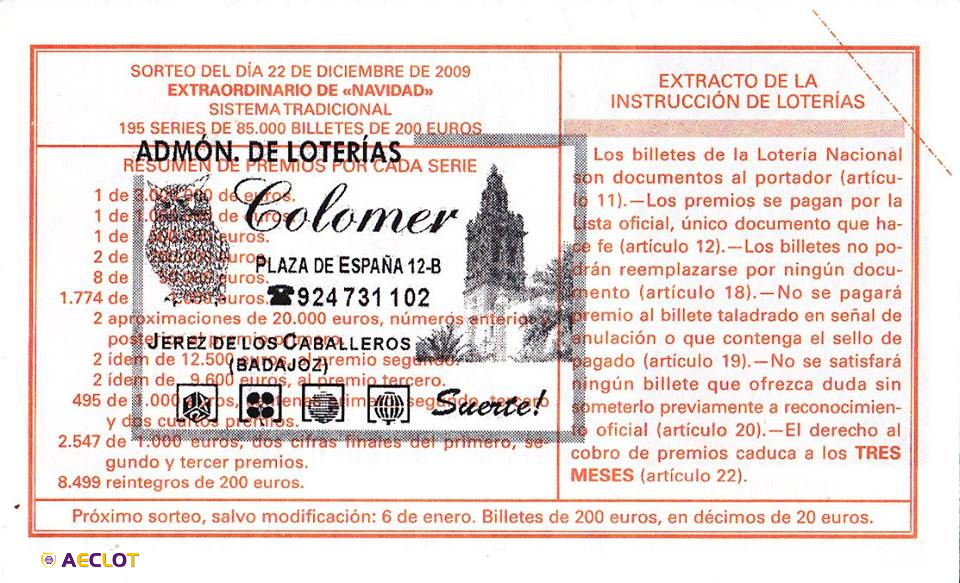 SORTEO DEL DÍA 22 DE DICIEMBRE DE 2009
EXTRAORDINARIO DE «NAVIDAD»
SISTEMA TRADICIONAL
195 SERIES DE 85.000 BILLETES DE 200 EUROS
RESUMEN DE PREMIOS POR CADA SERIE
1 de de euros.
1 de de euros.
1 de euros.
2 de euros.
8 de euros.
1.774 de euros.
2 aproximaciones de 20.000 euros, números anterior
2 ídem de 12.500 euros, al premio segundo.
2 ídem de 9.600 euros, al premio tercero.
495 de 1.000 primero, segundo, tercero
y dos cuartos premios.
2.547 de 1.000 euros, dos cifras finales del primero, se-
gundo y tercer premios.
8.499 reintegros de 200 euros.
ADMÓN. DE LOTERÍAS
Colomer
PLAZA DE ESPAÑA 12-B
☎924 731 102
JEREZ DE LOS CABALLEROS
(BADAJOZ)
Suerte!
EXTRACTO DE LA
INSTRUCCIÓN DE LOTERÍAS
Los billetes de la Lotería Nacional
son documentos al portador (artícu-
lo 11).—Los premios se pagan por la
Lista oficial, único documento que ha-
ce fe (artículo 12).—Los billetes no po-
drán reemplazarse por ningún docu-
mento (artículo 18).—No se pagará
premio al billete taladrado en señal de
anulación o que contenga el sello de
pagado (artículo 19).—No se satisfará
ningún billete que ofrezca duda sin
someterlo previamente a reconocimien-
to oficial (artículo 20).—El derecho al
cobro de premios caduca a los TRES
MESES (artículo 22).
Próximo sorteo, salvo modificación: 6 de enero. Billetes de 200 euros, en décimos de 20 euros.
AECLOT